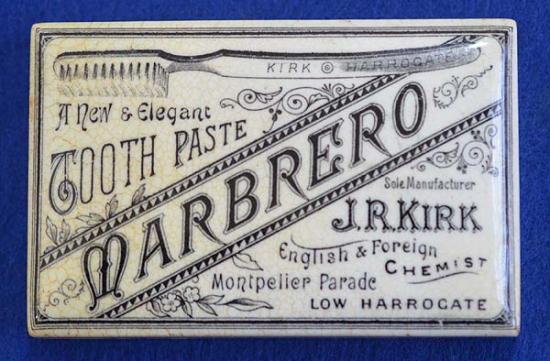 KIRK © HARROGATE
A New & Elegant
TOOTH PASTE
MARBRERO
Sole Manufacturer
J.R.KIRK
English & Foreign
CHEMIST
Montpelier Parade
LOW HARROGATE